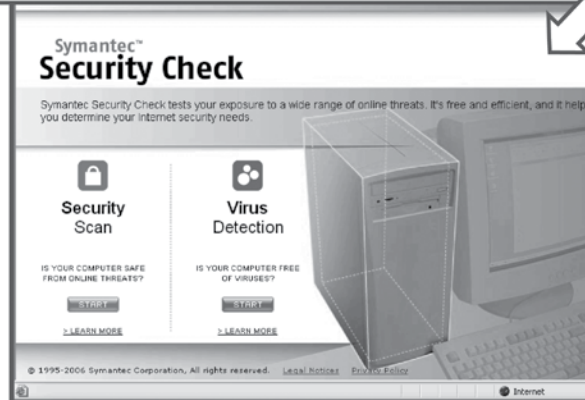 Symantec™
Security Check
Symantec Security Check tests your exposure to a wide range of online threats. It's free and efficient, and it help
you determine your Internet security needs.
Security
Scan
IS YOUR COMPUTER SAFE
FROM ONLINE THREATS?
START
> LEARN MORE
Virus
Detection
IS YOUR COMPUTER FREE
OF VIRUSES?
START
> LEARN MORE
© 1995-2006 Symantec Corporation, All rights reserved. Legal Notices Privacy Policy
Internet